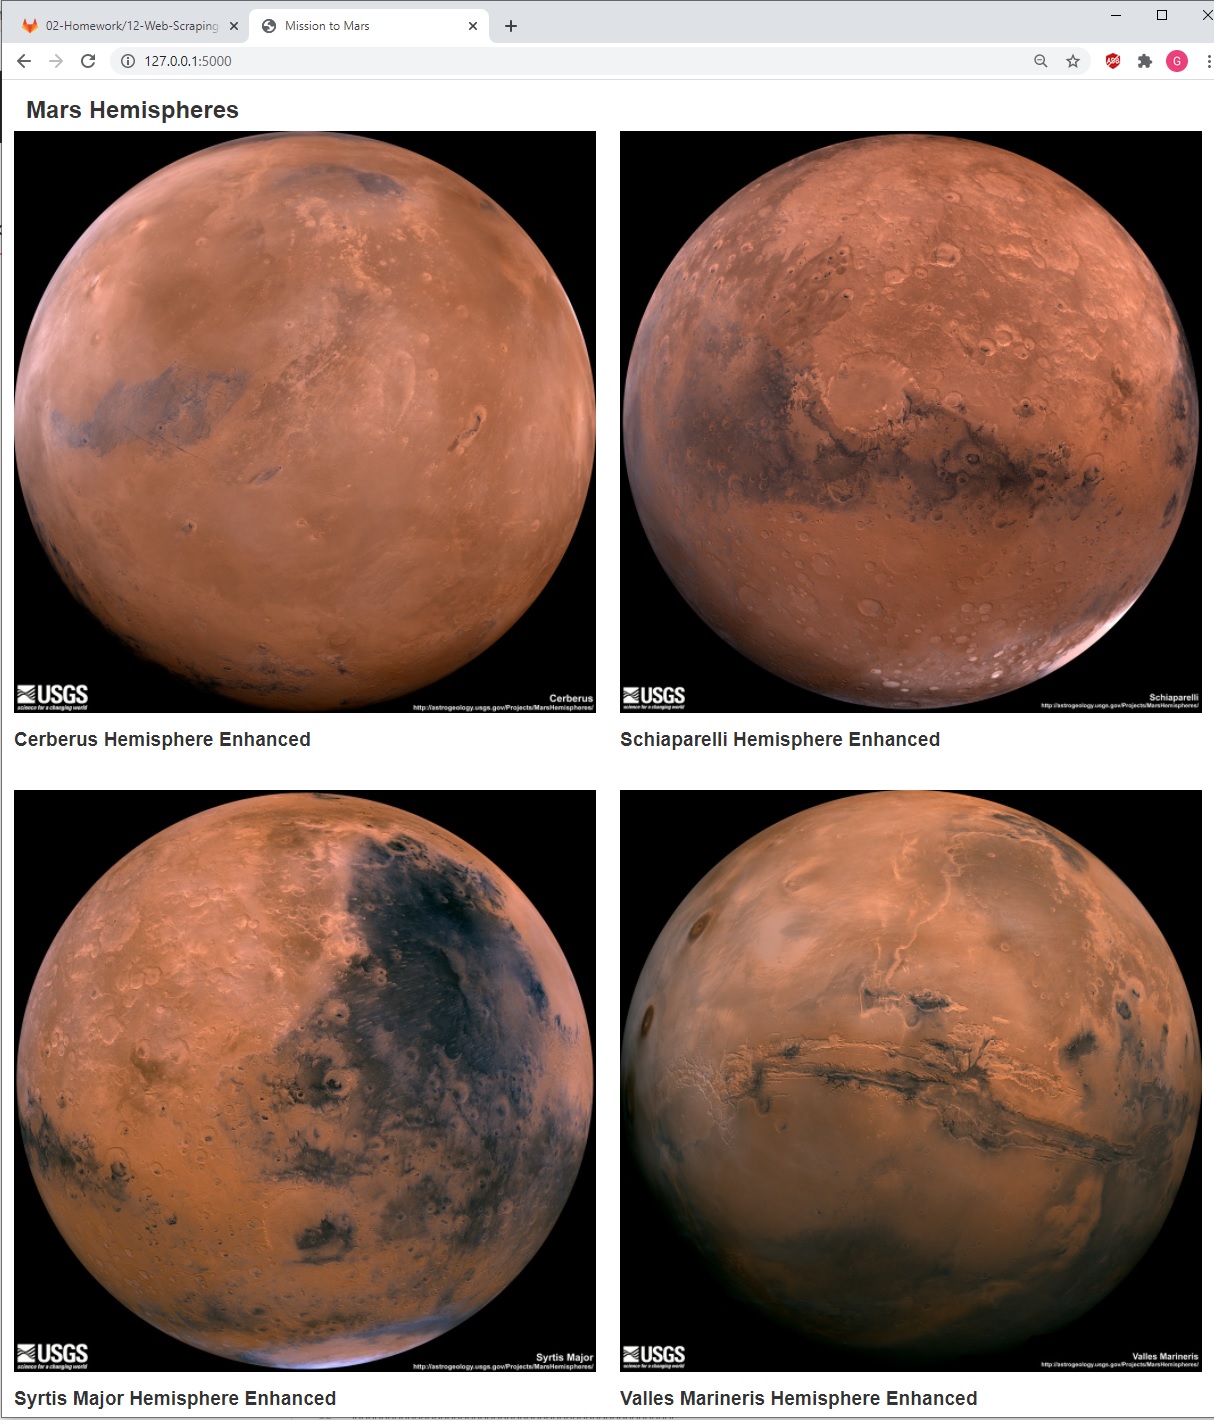 02-Homework/12-Web-Scraping
Mission to Mars
127.0.0.1:5000
ABP
G
Mars Hemispheres
USGS
science for a changing world
Cerberus
http://astrogeology.usgs.gov/Projects/MarsHemispheres/
USGS
science for a changing world
Schiaparelli
http://astrogeology.usgs.gov/Projects/MarsHemispheres/
Cerberus Hemisphere Enhanced
Schiaparelli Hemisphere Enhanced
USGS
science for a changing world
Syrtis Major
http://astrogeology.usgs.gov/Projects/MarsHemispheres/
USGS
science for a changing world
Valles Marineris
http://astrogeology.usgs.gov/Projects/MarsHemispheres/
Syrtis Major Hemisphere Enhanced
Valles Marineris Hemisphere Enhanced